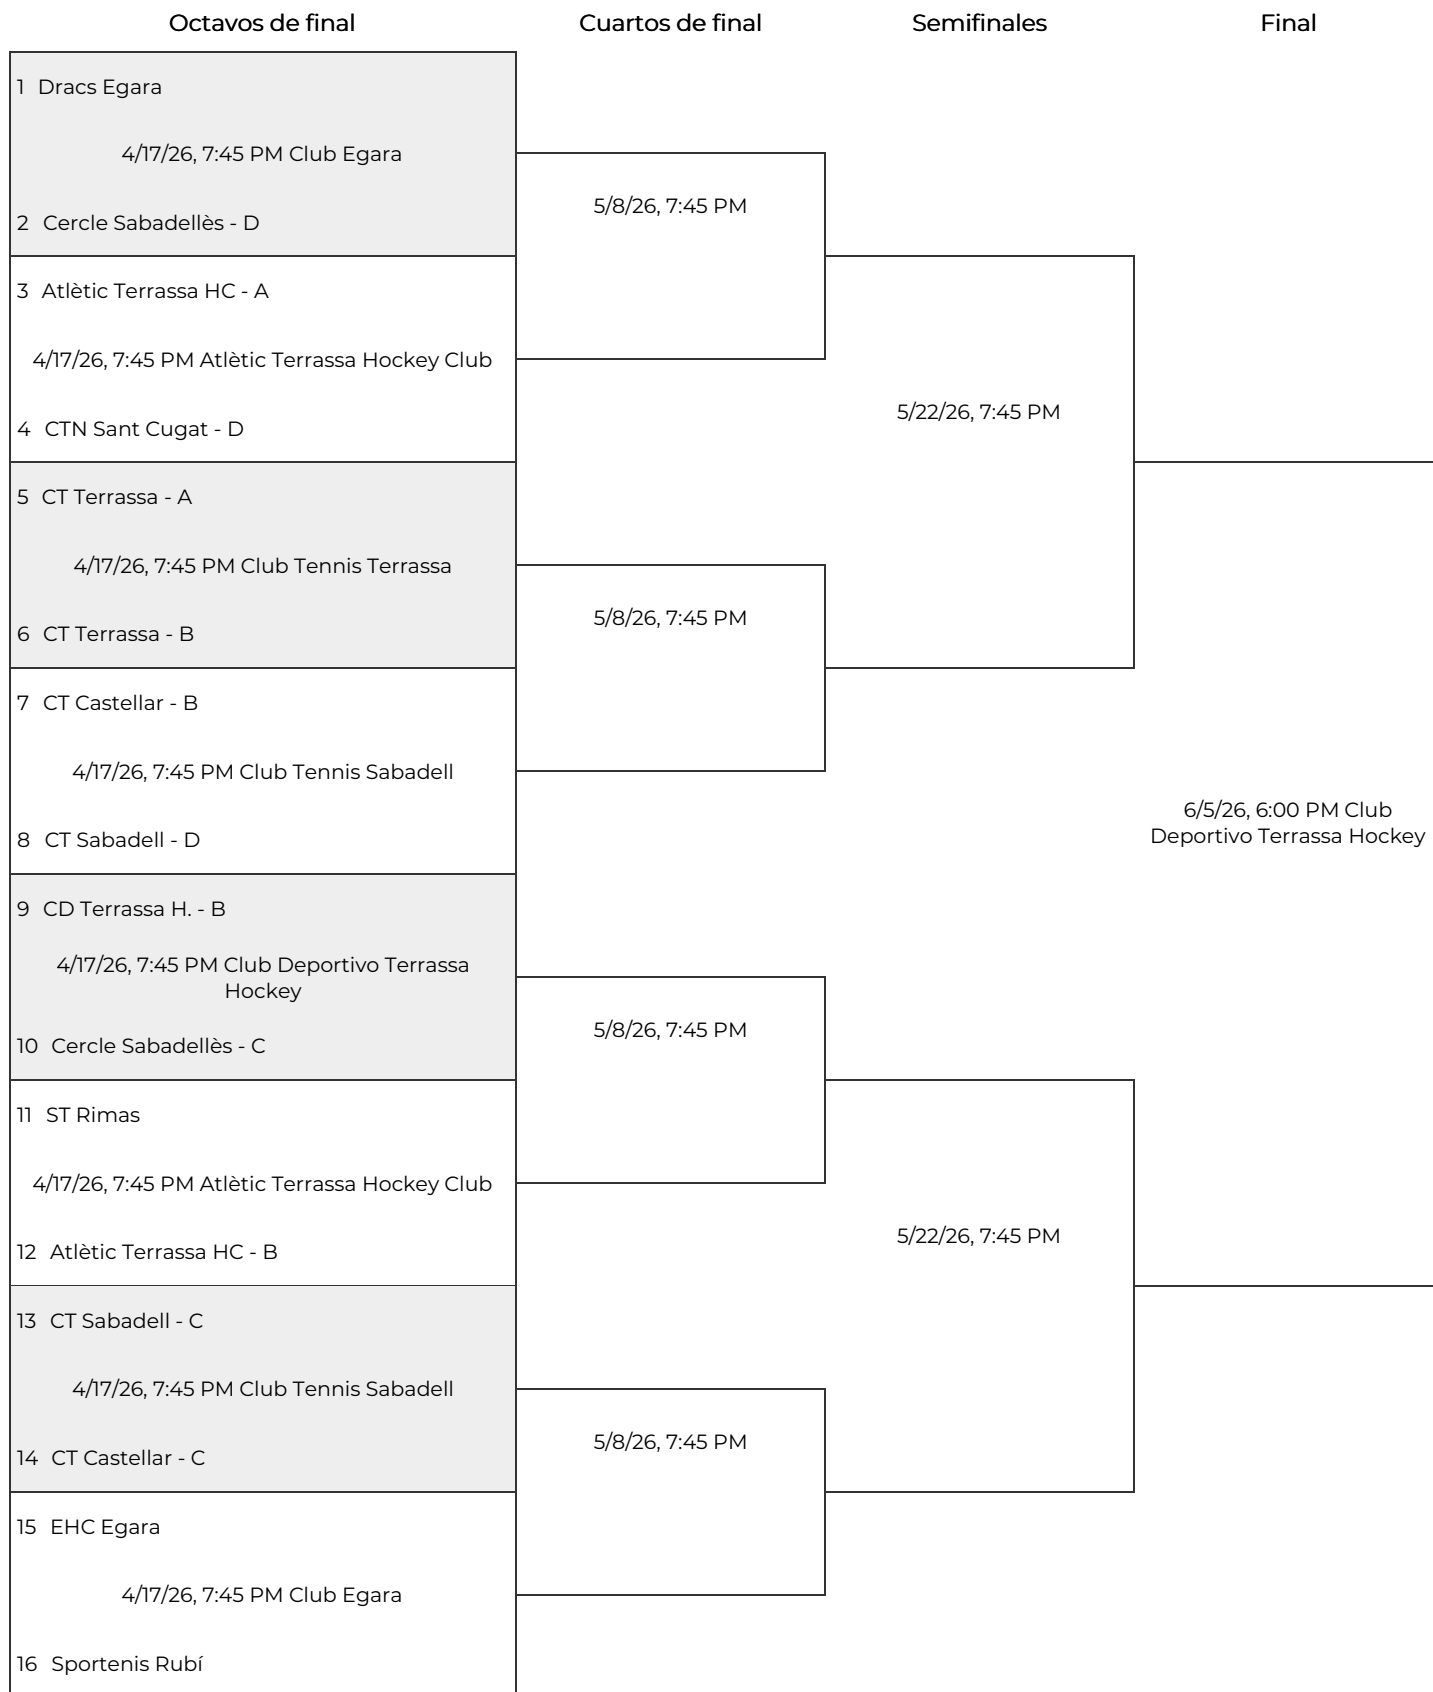 Octavos de final
Cuartos de final
Semifinales
Final
1 Dracs Egara
4/17/26, 7:45 PM Club Egara
2 Cercle Sabadellès - D
3 Atlètic Terrassa HC - A
4/17/26, 7:45 PM Atlètic Terrassa Hockey Club
4 CTN Sant Cugat - D
5 CT Terrassa - A
4/17/26, 7:45 PM Club Tennis Terrassa
6 CT Terrassa - B
7 CT Castellar - B
4/17/26, 7:45 PM Club Tennis Sabadell
8 CT Sabadell - D
9 CD Terrassa H. - B
4/17/26, 7:45 PM Club Deportivo Terrassa
Hockey
10 Cercle Sabadellès - C
11 ST Rimas
4/17/26, 7:45 PM Atlètic Terrassa Hockey Club
12 Atlètic Terrassa HC - B
13 CT Sabadell - C
4/17/26, 7:45 PM Club Tennis Sabadell
14 CT Castellar - C
15 EHC Egara
4/17/26, 7:45 PM Club Egara
16 Sportenis Rubí
5/8/26, 7:45 PM
5/8/26, 7:45 PM
5/8/26, 7:45 PM
5/8/26, 7:45 PM
5/22/26, 7:45 PM
5/22/26, 7:45 PM
6/5/26, 6:00 PM Club
Deportivo Terrassa Hockey